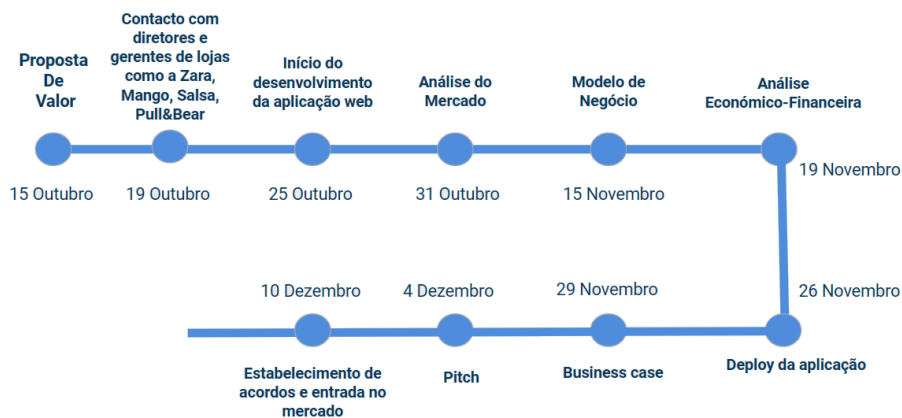 Proposta
De
Valor
Contacto com
diretores e
gerentes de lojas
como a Zara,
Mango, Salsa,
Pull&Bear
Início do
desenvolvimento
da aplicação web
Análise do
Mercado
Modelo de
Negócio
Análise
Económico-Financeira
15 Outubro
19 Outubro
25 Outubro
31 Outubro
15 Novembro
19 Novembro
10 Dezembro
4 Dezembro
29 Novembro
26 Novembro
Estabelecimento de
acordos e entrada no
mercado
Pitch
Business case
Deploy da aplicação